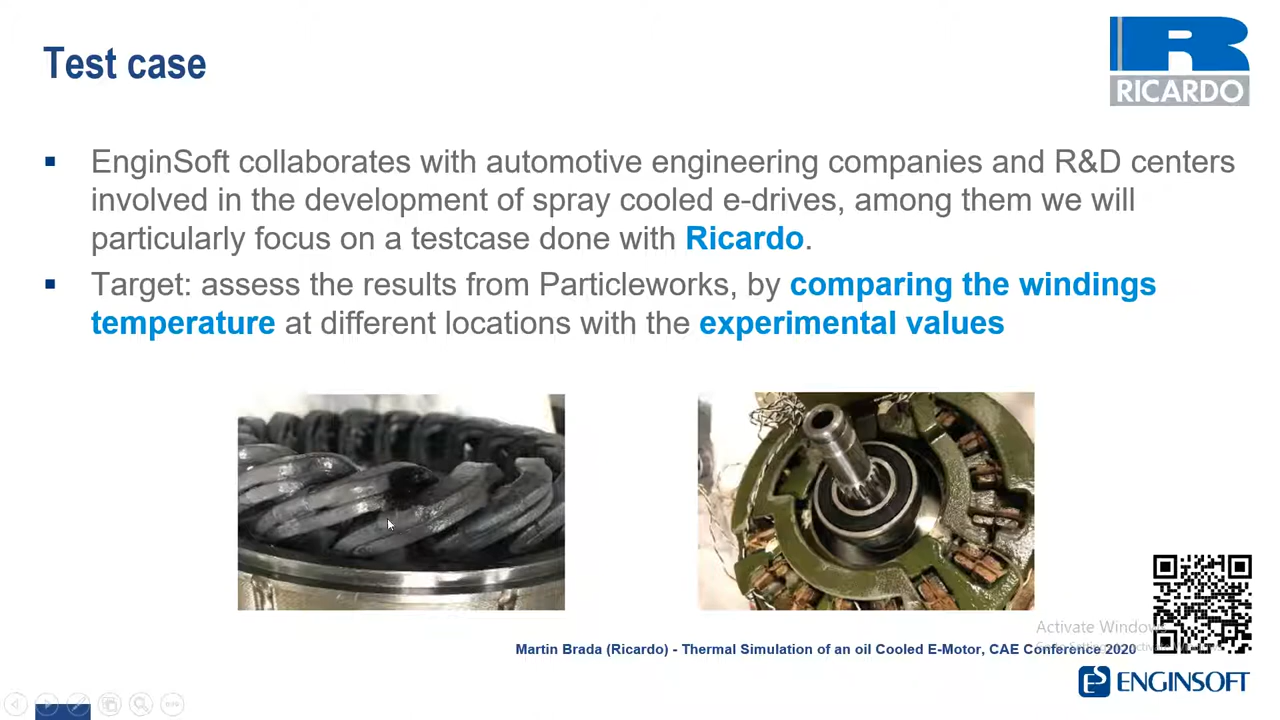 Test case
RICARDO
▪ EnginSoft collaborates with automotive engineering companies and R&D centers
involved in the development of spray cooled e-drives, among them we will
particularly focus on a testcase done with Ricardo.
▪ Target: assess the results from Particleworks, by comparing the windings
temperature at different locations with the experimental values
Activate Windows
Martin Brada (Ricardo) - Thermal Simulation of an oil Cooled E-Motor, CAE Conference 2020
ENGINSOFT